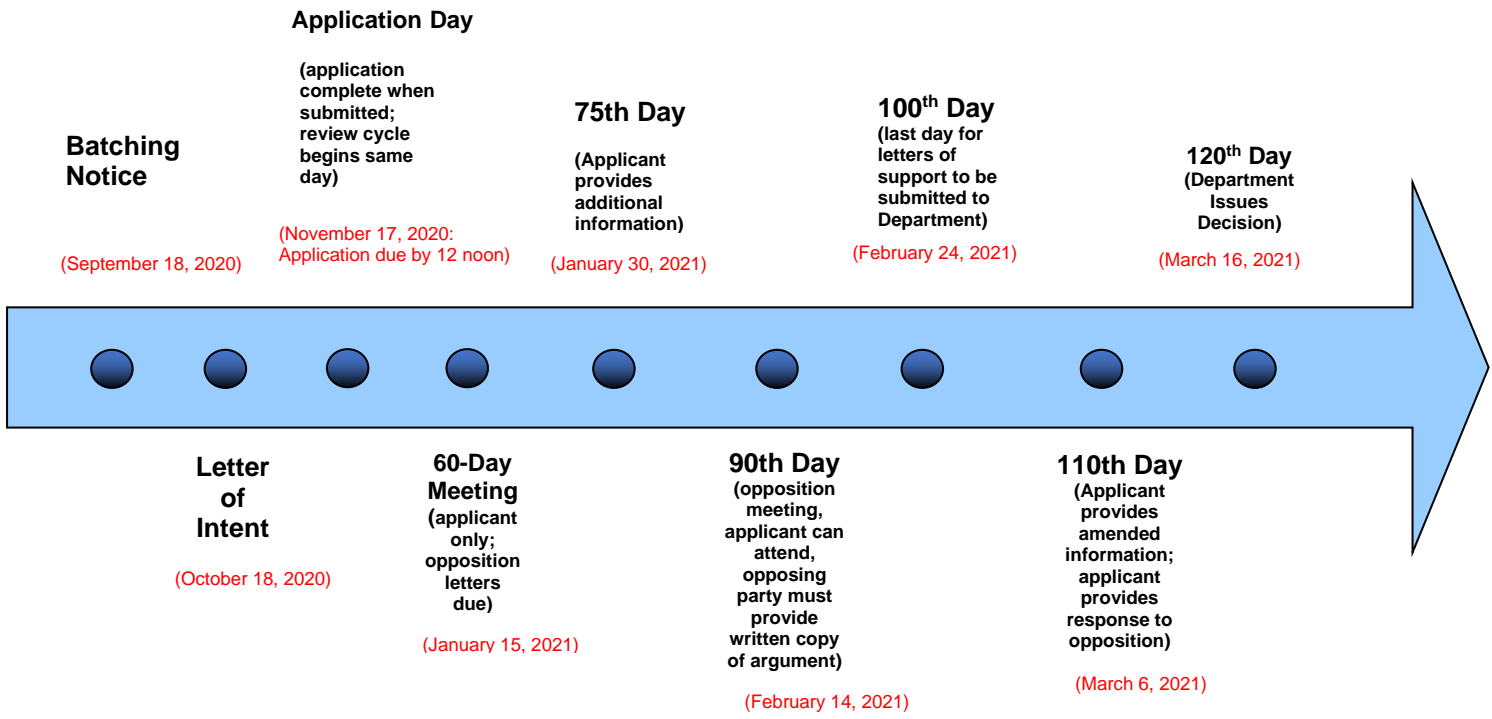 Batching
Notice
(September 18, 2020)
Letter
of
Intent
(October 18, 2020)
Application Day
(application
complete when
submitted;
review cycle
begins same
day)
(November 17, 2020:
Application due by 12 noon)
60-Day
Meeting
(applicant
only;
opposition
letters
due)
(January 15, 2021)
75th Day
(Applicant
provides
additional
information)
(January 30, 2021)
90th Day
(opposition
meeting,
applicant can
attend,
opposing
party must
provide
written copy
of argument)
(February 14, 2021)
100th Day
(last day for
letters of
support to be
submitted to
Department)
(February 24, 2021)
110th Day
(Applicant
provides
amended
information;
applicant
provides
response to
opposition)
(March 6, 2021)
120th Day
(Department
Issues
Decision)
(March 16, 2021)